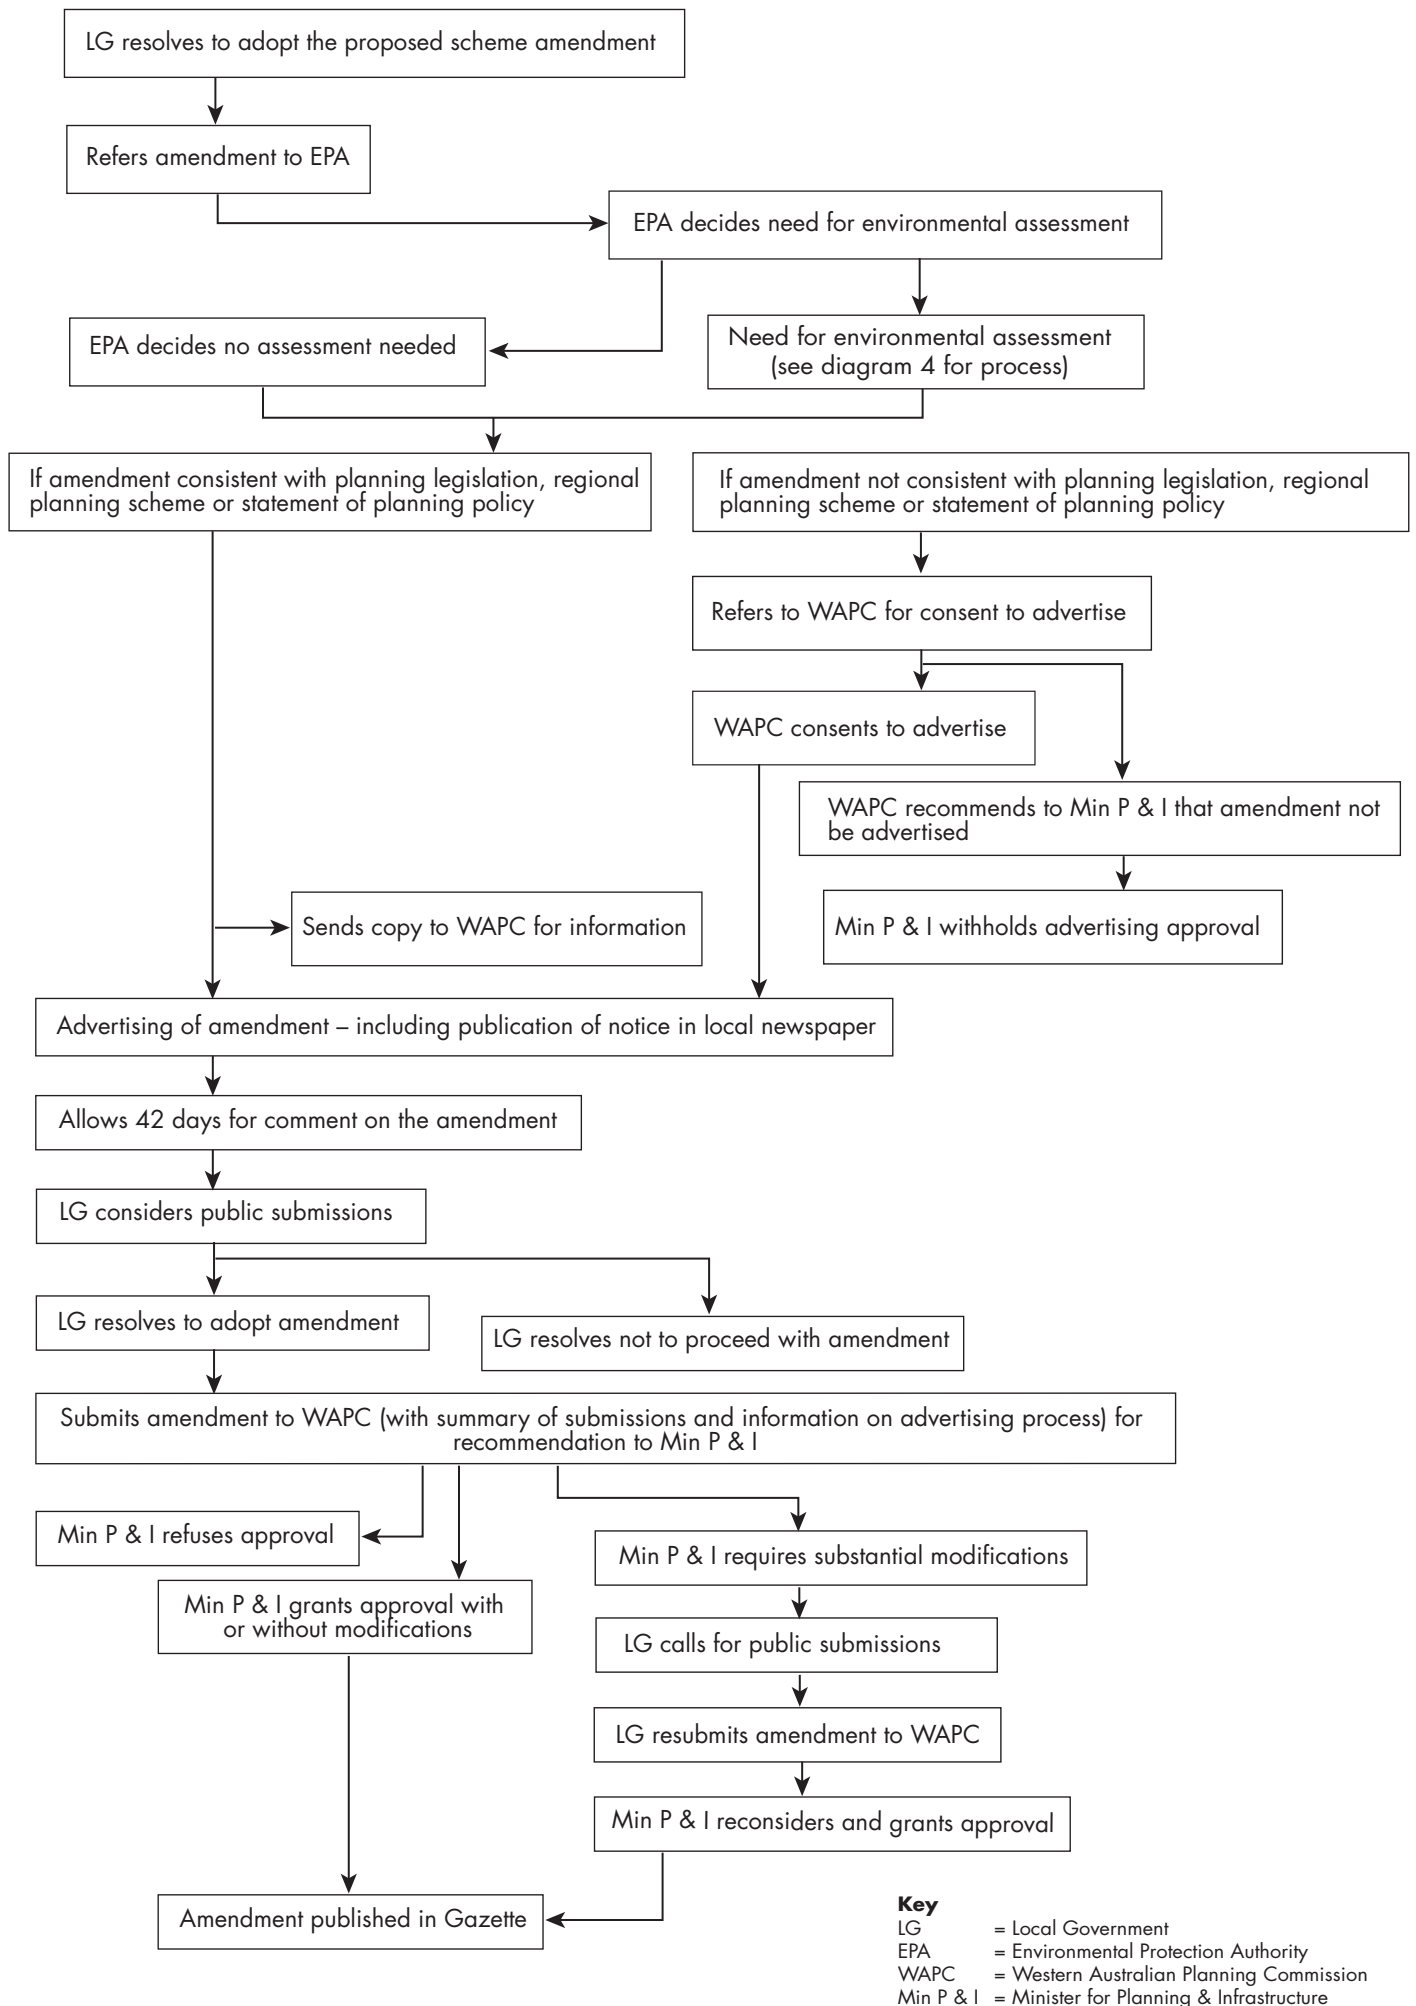 LG resolves to adopt the proposed scheme amendment
Refers amendment to EPA
EPA decides need for environmental assessment
EPA decides no assessment needed
Need for environmental assessment
(see diagram 4 for process)
If amendment consistent with planning legislation, regional
planning scheme or statement of planning policy
If amendment not consistent with planning legislation, regional
planning scheme or statement of planning policy
Refers to WAPC for consent to advertise
WAPC consents to advertise
WAPC recommends to Min P & I that amendment not
be advertised
Sends copy to WAPC for information
Min P & I withholds advertising approval
Advertising of amendment – including publication of notice in local newspaper
Allows 42 days for comment on the amendment
LG considers public submissions
LG resolves to adopt amendment
LG resolves not to proceed with amendment
Submits amendment to WAPC (with summary of submissions and information on advertising process) for
recommendation to Min P & I
Min P & I refuses approval
Min P & I requires substantial modifications
Min P & I grants approval with
or without modifications
LG calls for public submissions
LG resubmits amendment to WAPC
Min P & I reconsiders and grants approval
Amendment published in Gazette
Key
LG = Local Government
EPA = Environmental Protection Authority
WAPC = Western Australian Planning Commission
Min P & I = Minister for Planning & Infrastructure